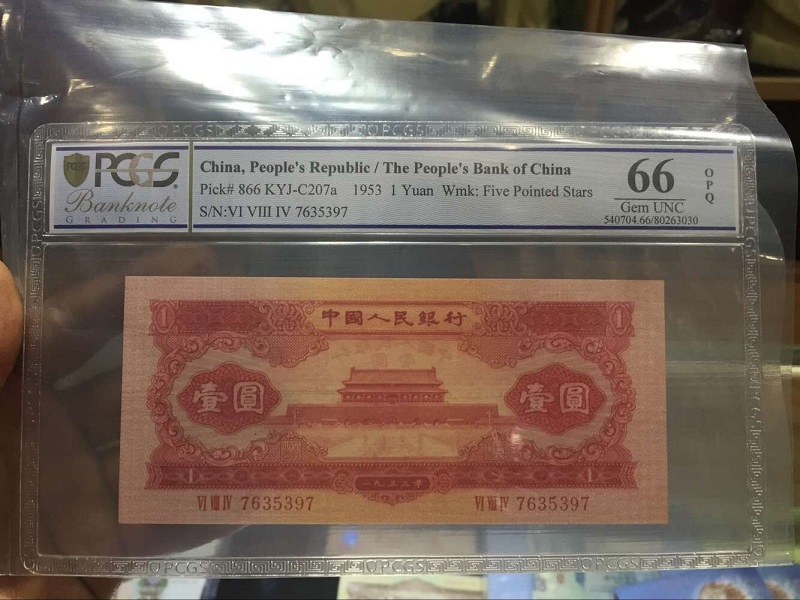 PCGS
Banknote
GRADING
China, People's Republic / The People's Bank of China
Pick# 866 KYJ-C207a 1953 1 Yuan Wmk: Five Pointed Stars
S/N:VI VIII IV 7635397
66
Gem UNC
540704.66/80263030
OPQ
中國人民銀行
1
1
壹圓
壹圓
1
一九五三年
1
VI VIII IV 7635397
VI VIII IV 7635397